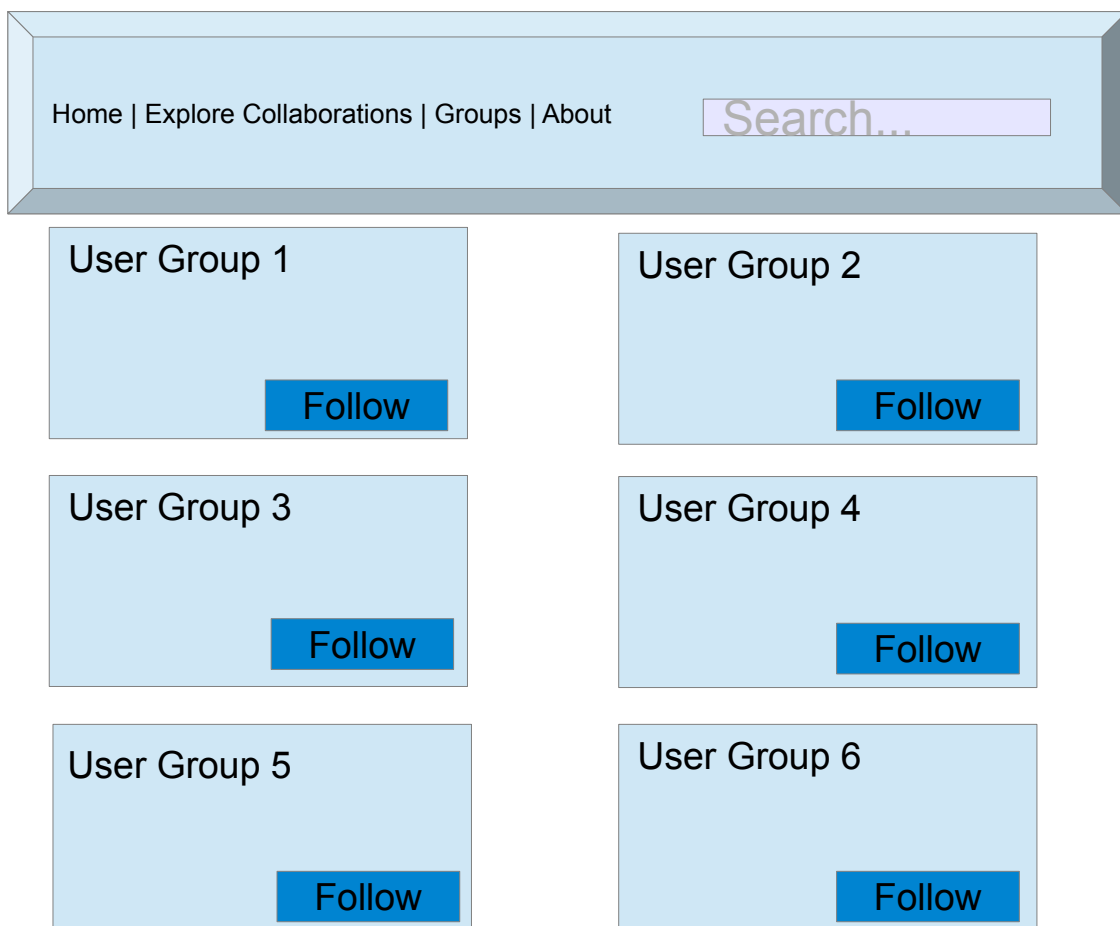 Home | Explore Collaborations | Groups | About
Search...
User Group 1
Follow
User Group 2
Follow
User Group 3
Follow
User Group 4
Follow
User Group 5
Follow
User Group 6
Follow